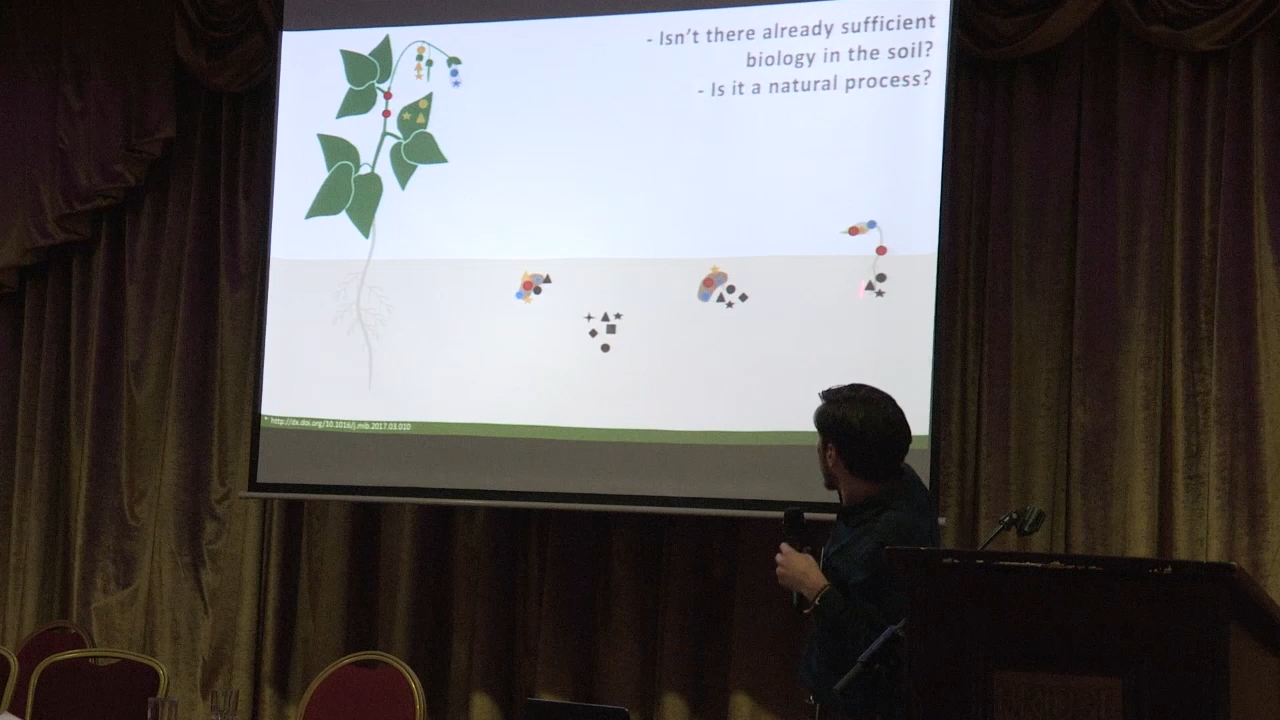 - Isn't there already sufficient
biology in the soil?
- Is it a natural process?
* http://dx.doi.org/10.1016/j.mib.2017.03.010